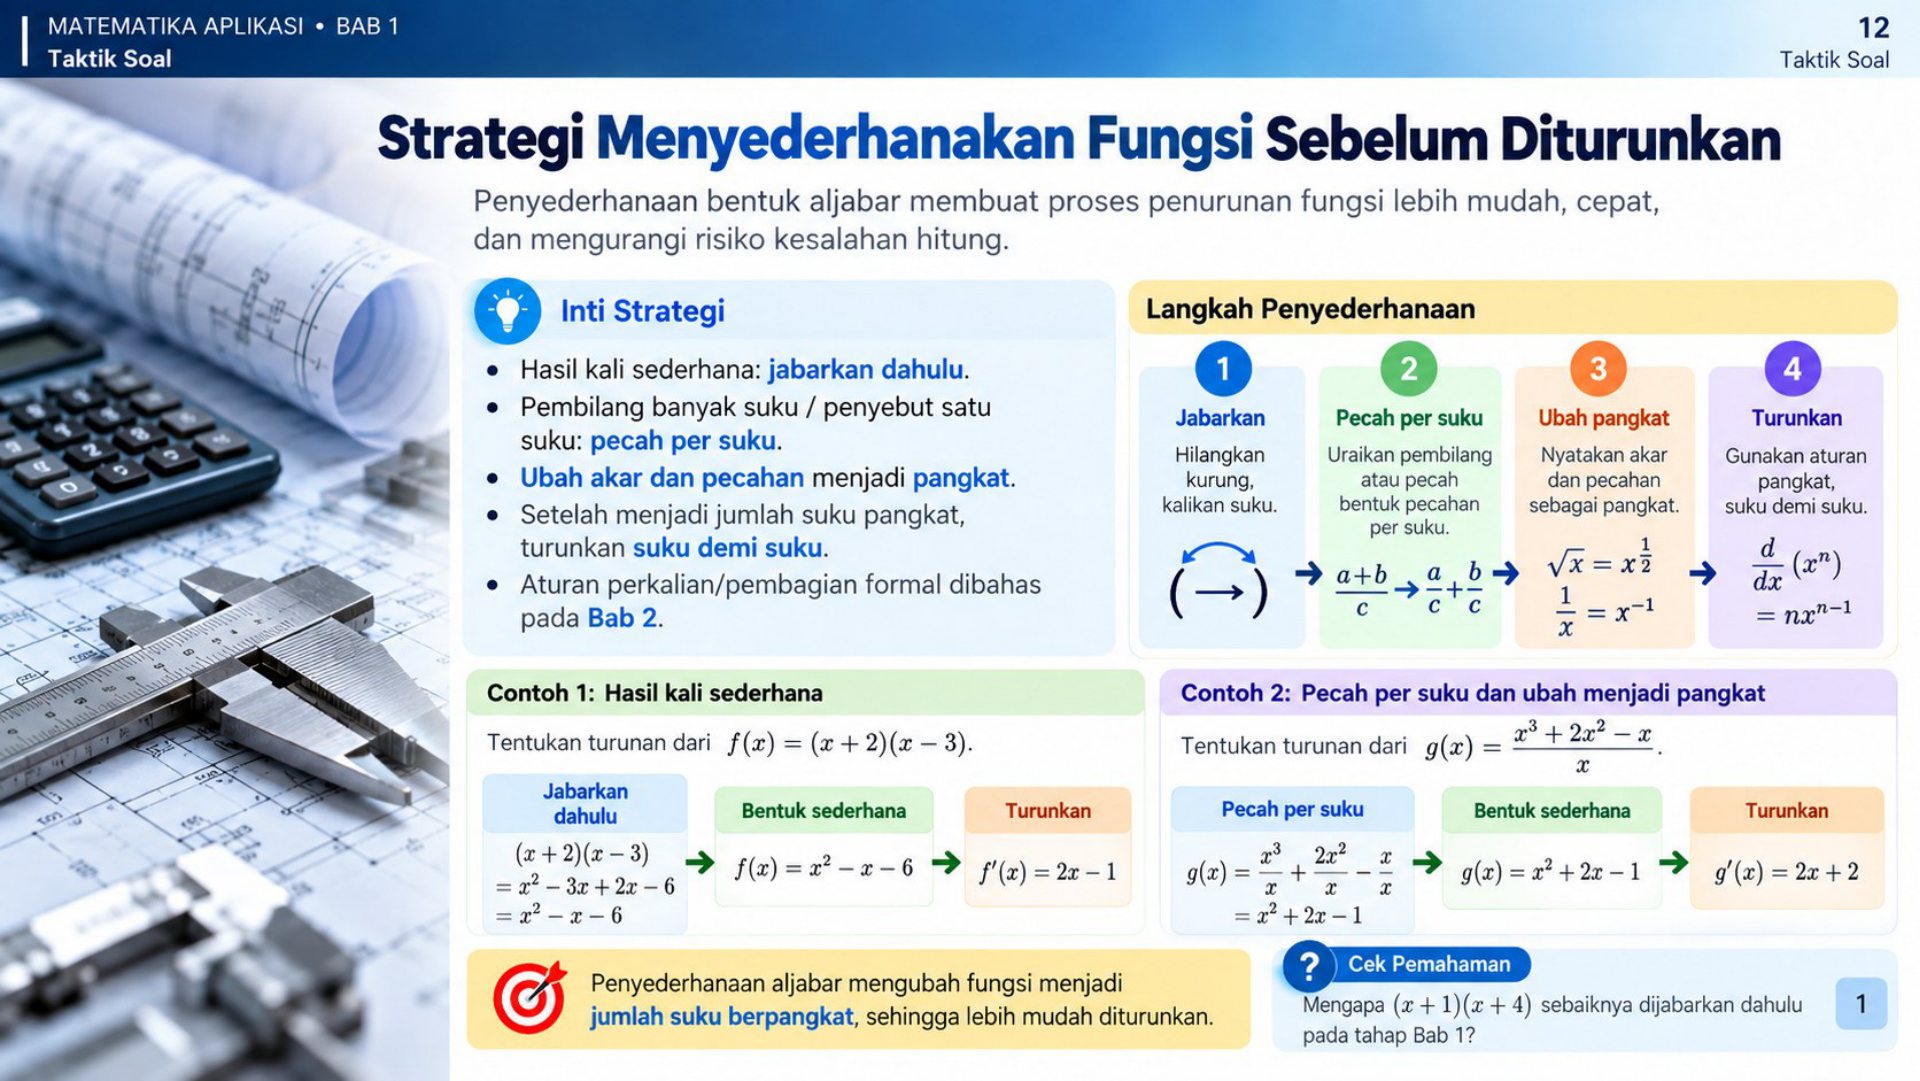 MATEMATIKA APLIKASI • BAB 1
Taktik Soal
12
Taktik Soal
Strategi Menyederhanakan Fungsi Sebelum Diturunkan
Penyederhanaan bentuk aljabar membuat proses penurunan fungsi lebih mudah, cepat,
dan mengurangi risiko kesalahan hitung.
Inti Strategi
• Hasil kali sederhana: jabarkan dahulu.
• Pembilang banyak suku / penyebut satu
suku: pecah per suku.
• Ubah akar dan pecahan menjadi pangkat.
• Setelah menjadi jumlah suku pangkat,
turunkan suku demi suku.
• Aturan perkalian/pembagian formal dibahas
pada Bab 2.
Langkah Penyederhanaan
1
Jabarkan
Hilangkan
kurung,
kalikan suku.
( → )
2
Pecah per suku
Uraikan pembilang
atau pecah
bentuk pecahan
per suku.
(a+b)/c → a/c + b/c
3
Ubah pangkat
Nyatakan akar
dan pecahan
sebagai pangkat.
√x = x^(1/2)
1/x = x⁻¹
4
Turunkan
Gunakan aturan
pangkat,
suku demi suku.
d/dx (xⁿ)
= nxⁿ⁻¹
Contoh 1: Hasil kali sederhana
Tentukan turunan dari f(x) = (x + 2)(x − 3).
Jabarkan
dahulu
(x + 2)(x − 3)
= x² − 3x + 2x − 6
= x² − x − 6
Bentuk sederhana
f(x) = x² − x − 6
Turunkan
f′(x) = 2x − 1
Contoh 2: Pecah per suku dan ubah menjadi pangkat
Tentukan turunan dari g(x) = (x³ + 2x² − x)/x.
Pecah per suku
g(x) = x³/x + 2x²/x − x/x
= x² + 2x − 1
Bentuk sederhana
g(x) = x² + 2x − 1
Turunkan
g′(x) = 2x + 2
Penyederhanaan aljabar mengubah fungsi menjadi
jumlah suku berpangkat, sehingga lebih mudah diturunkan.
? Cek Pemahaman
Mengapa (x + 1)(x + 4) sebaiknya dijabarkan dahulu
pada tahap Bab 1?
1